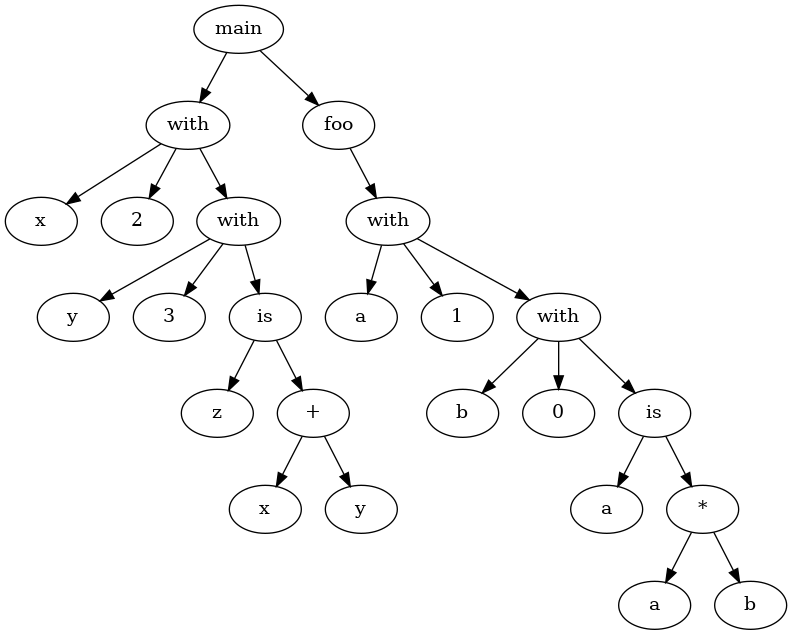 main
with foo
x 2 with with
y 3 is a 1 with
z + b 0 is
x y a *
a b